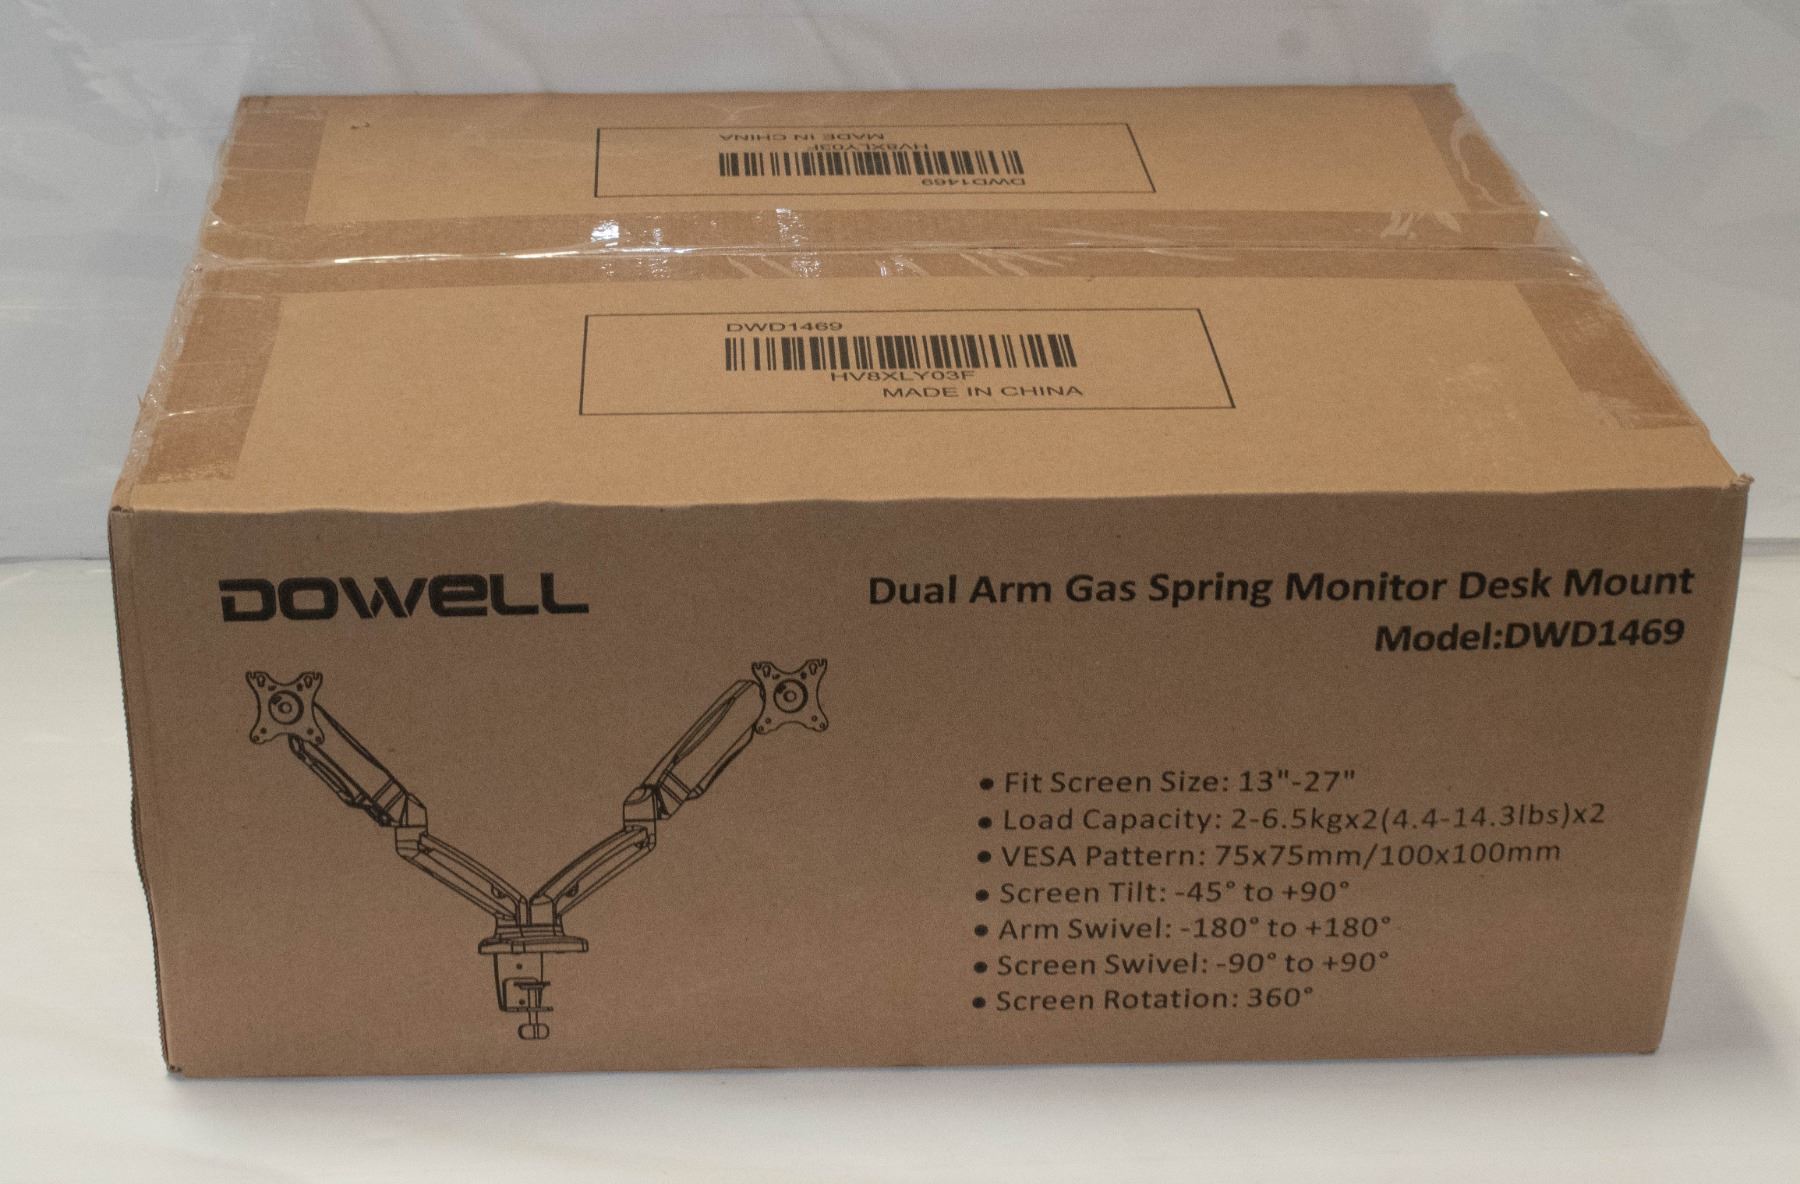 MADE IN CHINA
HV8XLY03F
DWD1469
DWD1469
HV8XLY03F
MADE IN CHINA
DOWELL
Dual Arm Gas Spring Monitor Desk Mount
Model:DWD1469
• Fit Screen Size: 13"-27"
• Load Capacity: 2-6.5kgx2(4.4-14.3lbs)x2
• VESA Pattern: 75x75mm/100x100mm
• Screen Tilt: -45° to +90°
• Arm Swivel: -180° to +180°
• Screen Swivel: -90° to +90°
• Screen Rotation: 360°